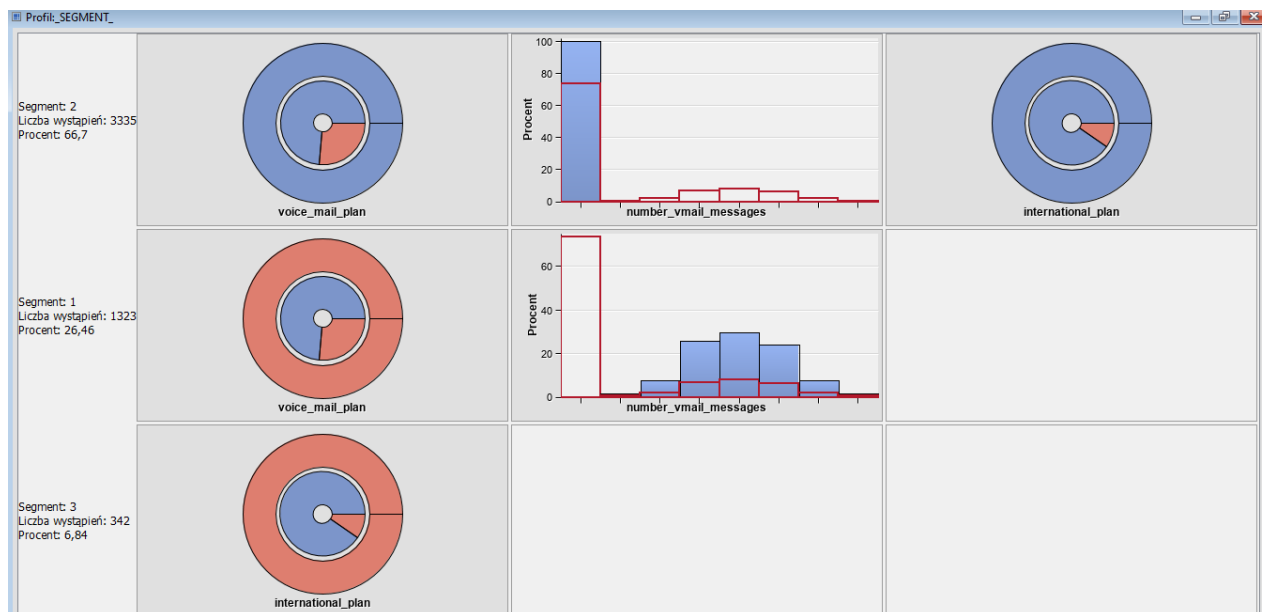 Profil:_SEGMENT_
Segment: 2
Liczba wystąpień: 3335
Procent: 66,7
voice_mail_plan
100
80
60
40
20
0
Procent
number_vmail_messages
international_plan
Segment: 1
Liczba wystąpień: 1323
Procent: 26,46
voice_mail_plan
60
40
20
0
Procent
number_vmail_messages
Segment: 3
Liczba wystąpień: 342
Procent: 6,84
international_plan